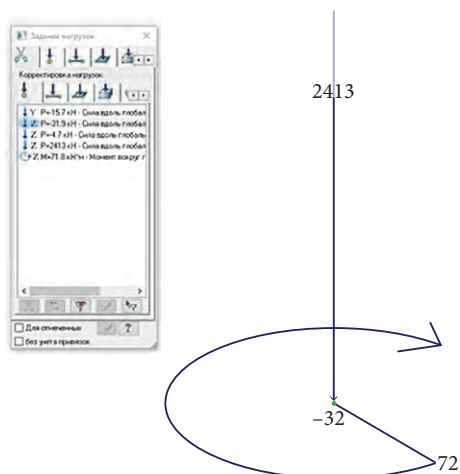 Задание нагрузок
Корректировка нагрузок
Y P=-15.7 кН - Сила вдоль глобал
Z P=-31.9 кН - Сила вдоль глобал
Z P=-4.7 кН - Сила вдоль глобаль
Z P=2413 кН - Сила вдоль глобал
Z M=71.8 кН*м - Момент вокруг г
Для отмеченных
?
без учета привязок
2413
–32
72